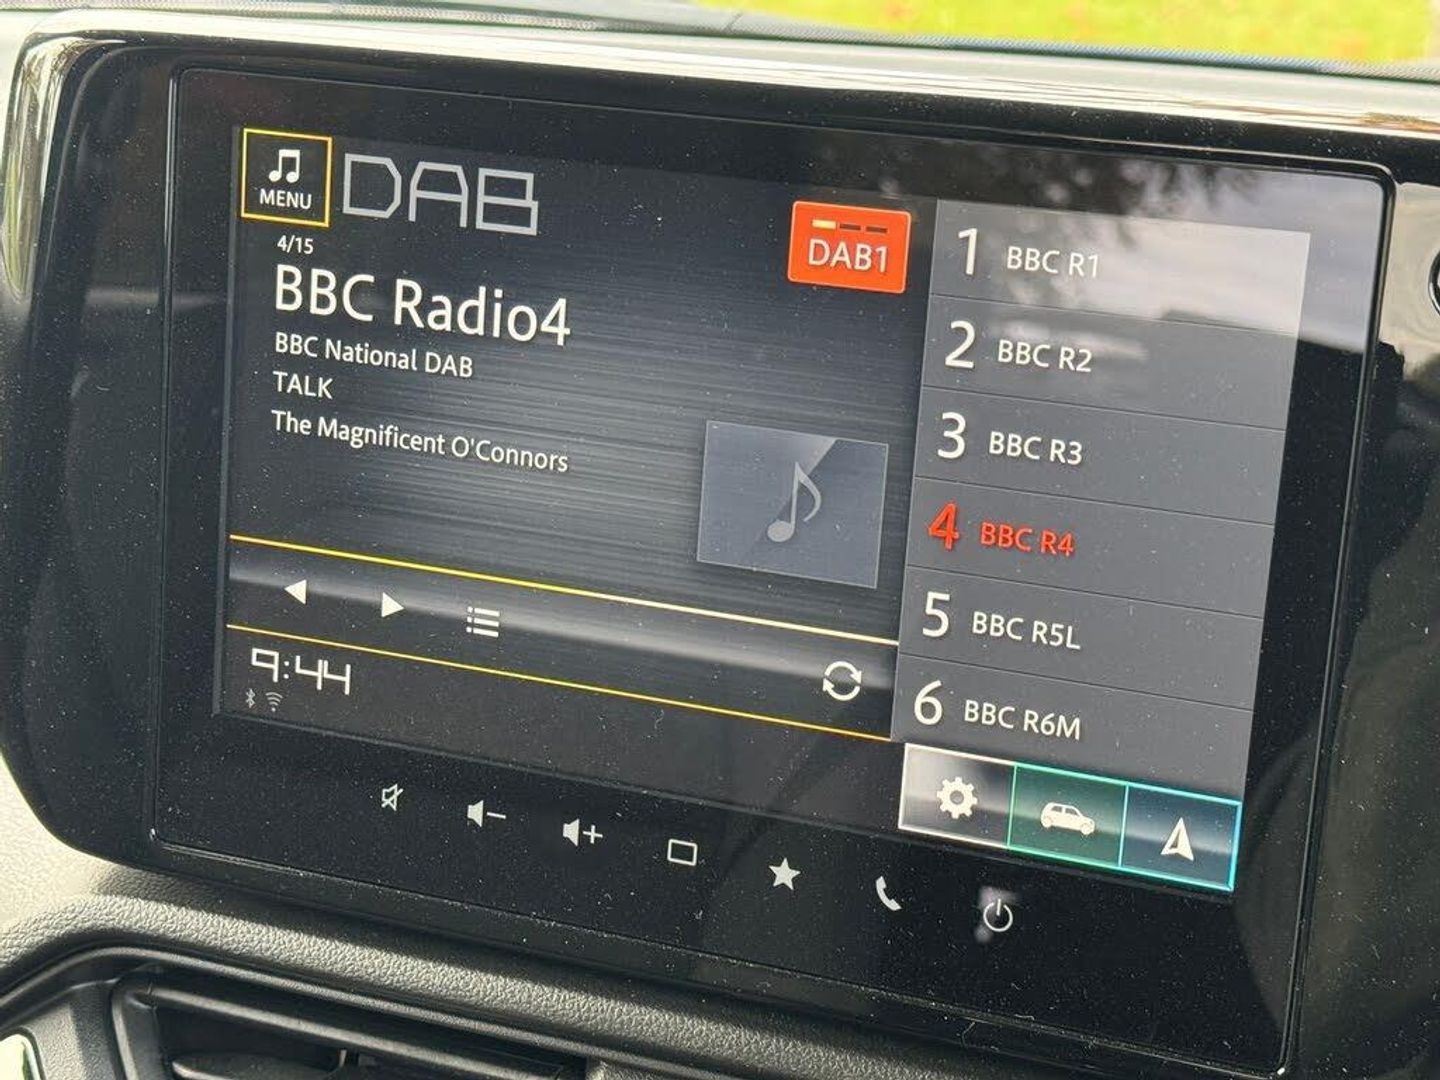 MENU
DAB
4/15
BBC Radio4
BBC National DAB
TALK
The Magnificent O'Connors
9:44
DAB1
1 BBC R1
2 BBC R2
3 BBC R3
4 BBC R4
5 BBC R5L
6 BBC R6M